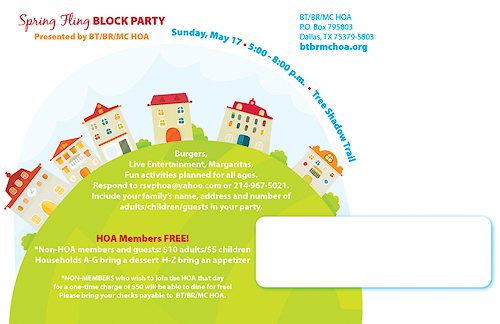 Spring Fling BLOCK PARTY
Presented by BT/BR/MC HOA
Sunday, May 17 • 5:00 - 8:00 p.m. • Tree Shadow Trail
BT/BR/MC HOA
P.O. Box 795803
Dallas, TX 75379-5803
btbrmchoa.org
Burgers,
Live Entertainment, Margaritas,
Fun activities planned for all ages.
Respond to rsvphoa@yahoo.com or 214-967-5021.
Include your family's name, address and number of
adults/children/guests in your party.
HOA Members FREE!
*Non-HOA members and guests: $10 adults/$5 children
Households A-G bring a dessert H-Z bring an appetizer
*NON-MEMBERS who wish to join the HOA that day
for a one-time charge of $50 will be able to dine for free!
Please bring your checks payable to BT/BR/MC HOA.